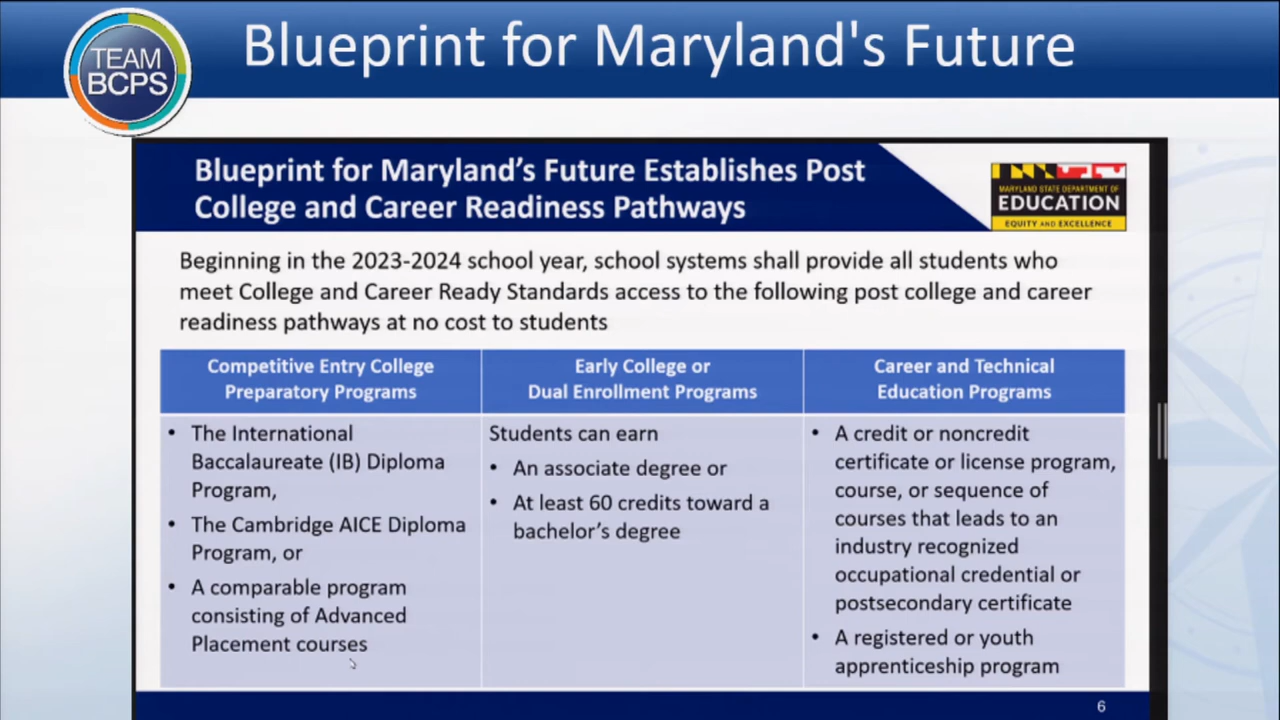 TEAM
BCPS
Blueprint for Maryland's Future
Blueprint for Maryland's Future Establishes Post
College and Career Readiness Pathways
MARYLAND STATE DEPARTMENT OF
EDUCATION
EQUITY AND EXCELLENCE
Beginning in the 2023-2024 school year, school systems shall provide all students who
meet College and Career Ready Standards access to the following post college and career
readiness pathways at no cost to students
Competitive Entry College
Preparatory Programs
• The International
Baccalaureate (IB) Diploma
Program,
• The Cambridge AICE Diploma
Program, or
• A comparable program
consisting of Advanced
Placement courses
Early College or
Dual Enrollment Programs
Students can earn
• An associate degree or
• At least 60 credits toward a
bachelor's degree
Career and Technical
Education Programs
• A credit or noncredit
certificate or license program,
course, or sequence of
courses that leads to an
industry recognized
occupational credential or
postsecondary certificate
• A registered or youth
apprenticeship program
6